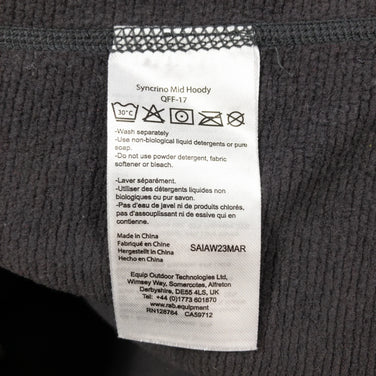 Syncrino Mid Hoody
QFF-17
30°C
-Wash separately
-Use non-biological liquid detergents or pure
soap.
-Do not use powder detergent, fabric
softener or bleach.
-Laver séparément.
-Utiliser des détergents liquides non
biologiques ou pur savon.
-Pas d'eau de javel ni de produits chlorés,
pas d'assouplissant ni de essive qui en
contienne.
Made in China
Fabriqué en Chine
Hergestellt in China
Hecho en China
SAIAW23MAR
Equip Outdoor Technologies Ltd,
Wimsey Way, Somercotes, Alfreton
Derbyshire, DE55 4LS, UK
Tel: +44 (0)1773 601870
www.rab.equipment
RN128764 CA59712